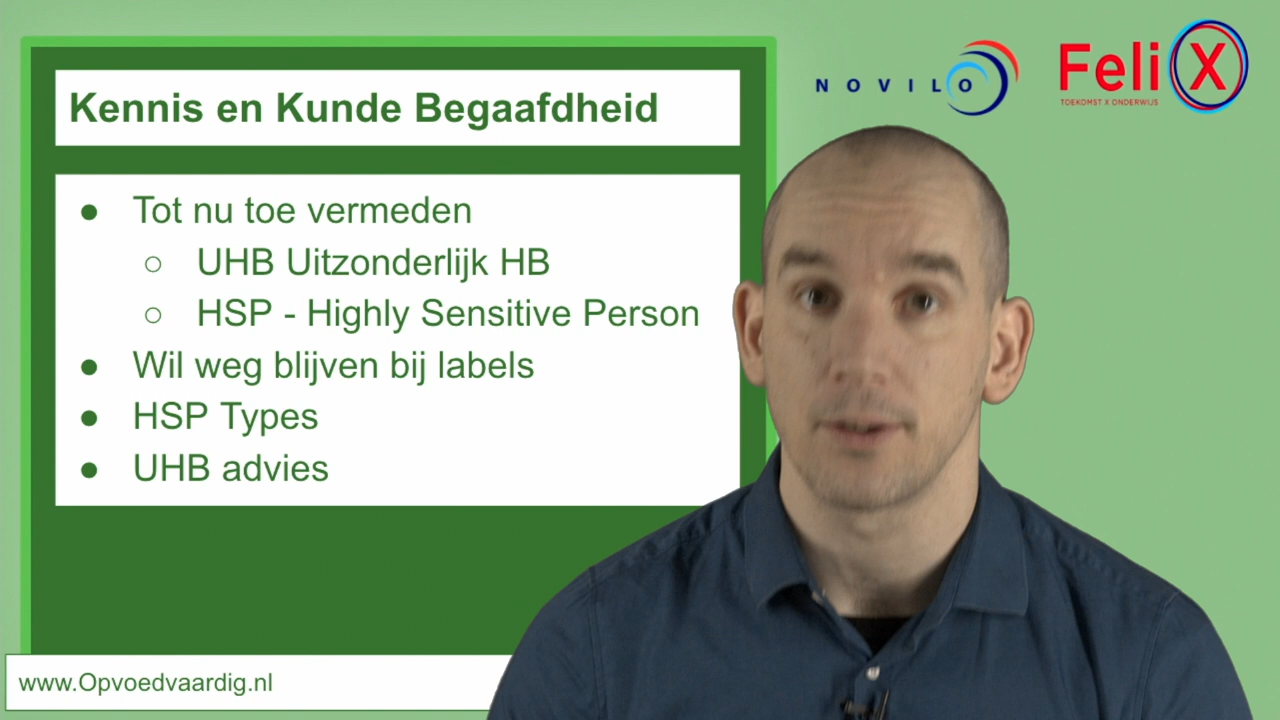 Kennis en Kunde Begaafdheid
● Tot nu toe vermeden
○ UHB Uitzonderlijk HB
○ HSP - Highly Sensitive Person
● Wil weg blijven bij labels
● HSP Types
● UHB advies
www.Opvoedvaardig.nl
NOVILO
FeliX
TOEKOMST X ONDERWIJS